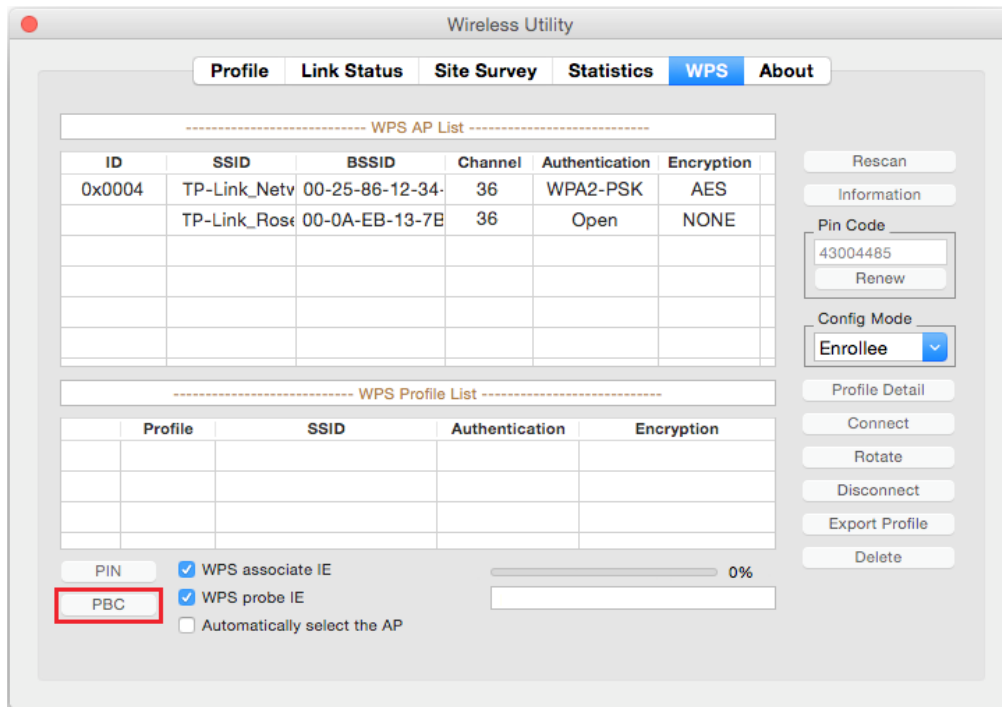 Wireless Utility
Profile Link Status Site Survey Statistics WPS About
---------------------------- WPS AP List ----------------------------
ID SSID BSSID Channel Authentication Encryption
0x0004 TP-Link_Netw 00-25-86-12-34- 36 WPA2-PSK AES
TP-Link_Rose 00-0A-EB-13-7B 36 Open NONE
Rescan
Information
Pin Code
43004485
Renew
Config Mode
Enrollee
---------------------------- WPS Profile List ----------------------------
Profile SSID Authentication Encryption
Profile Detail
Connect
Rotate
Disconnect
Export Profile
Delete
PIN
PBC
WPS associate IE
WPS probe IE
Automatically select the AP
0%